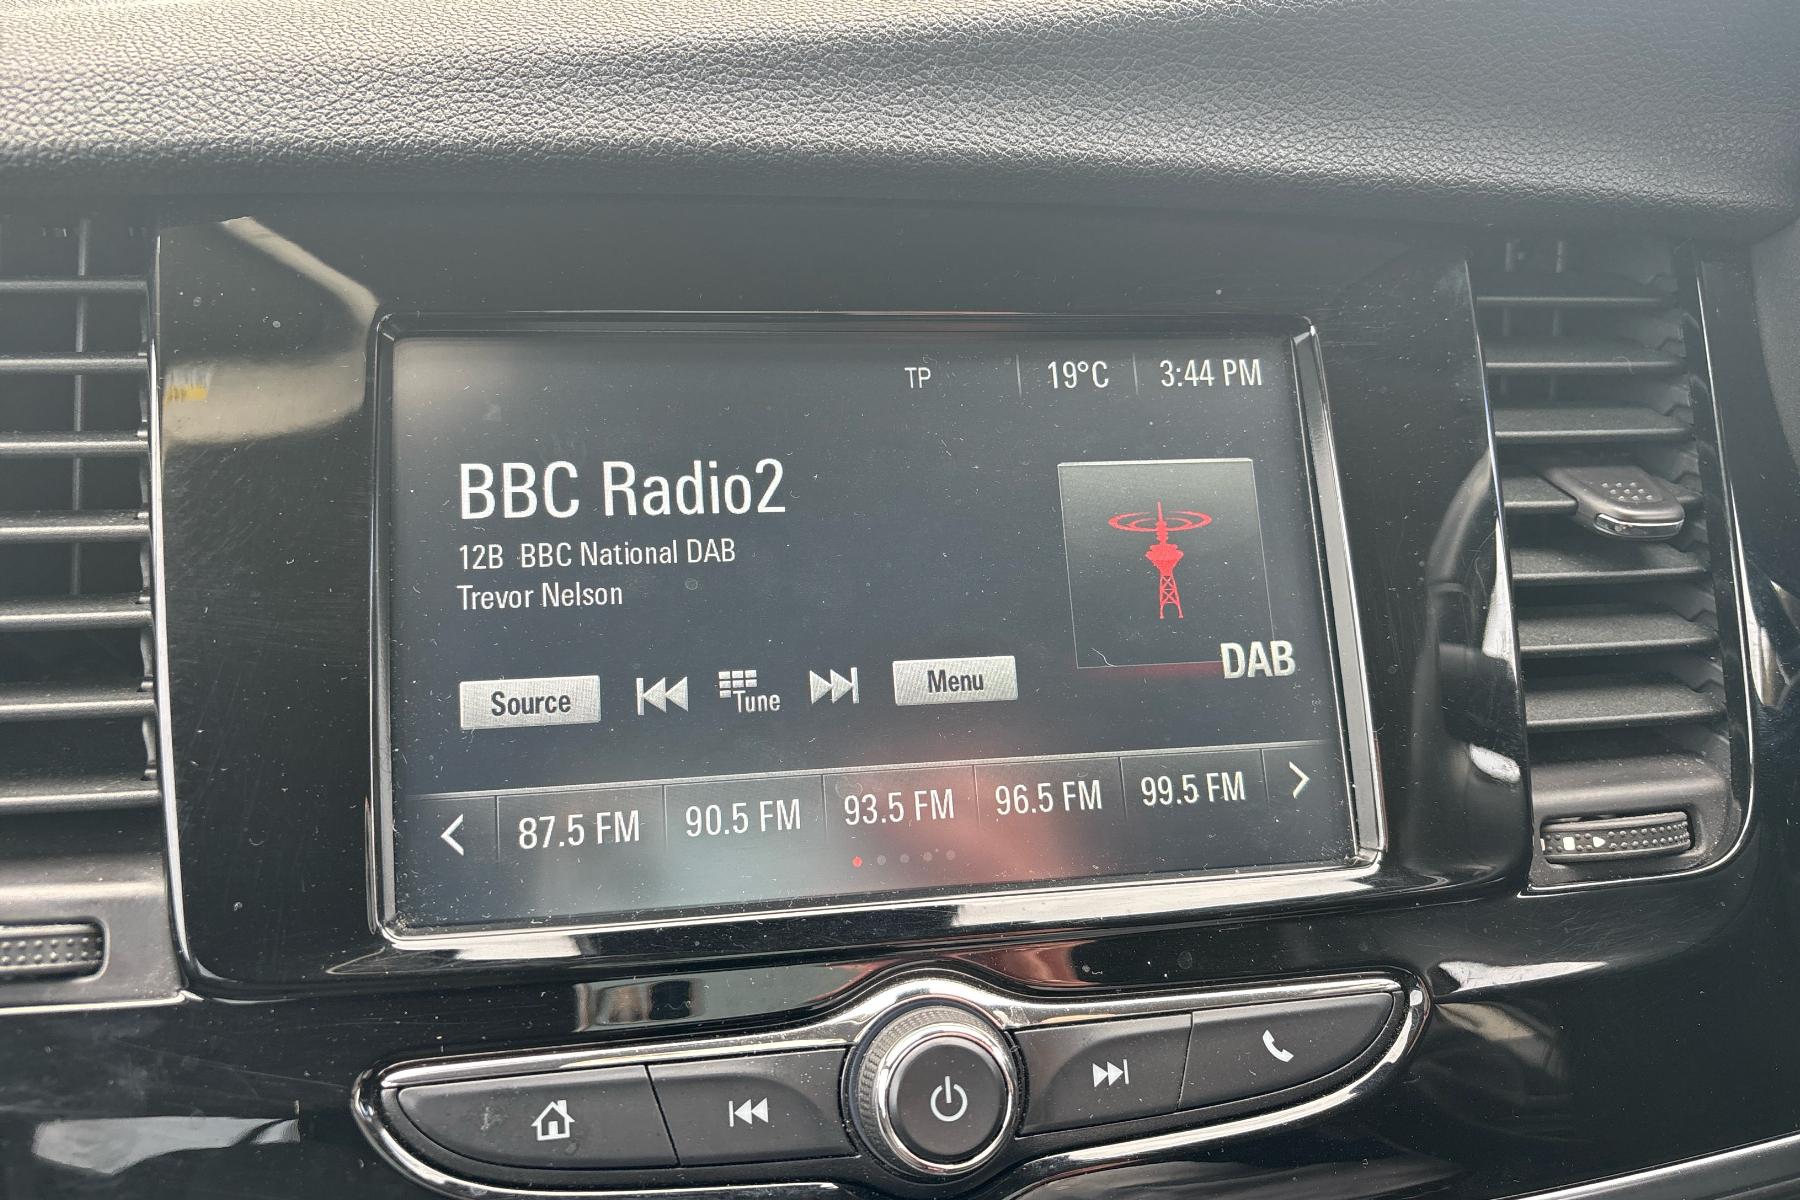 TP 19°C 3:44 PM
BBC Radio2
12B BBC National DAB
Trevor Nelson
DAB
Source Tune Menu
87.5 FM 90.5 FM 93.5 FM 96.5 FM 99.5 FM